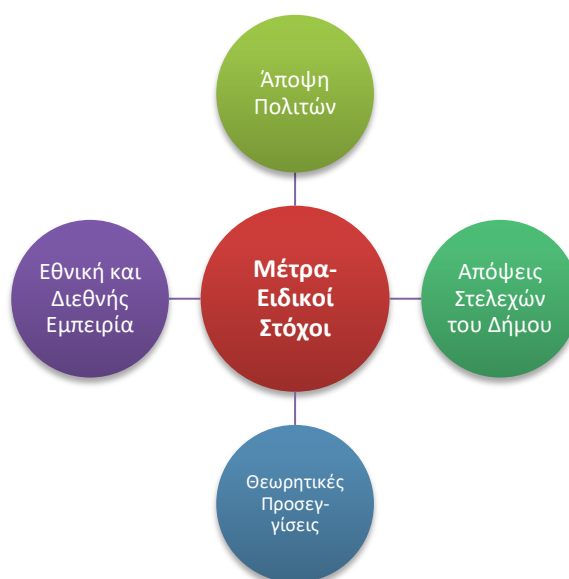 Άποψη
Πολιτών
Εθνική και
Διεθνής
Εμπειρία
Μέτρα-
Ειδικοί
Στόχοι
Απόψεις
Στελεχών
του Δήμου
Θεωρητικές
Προσεγ-
γίσεις